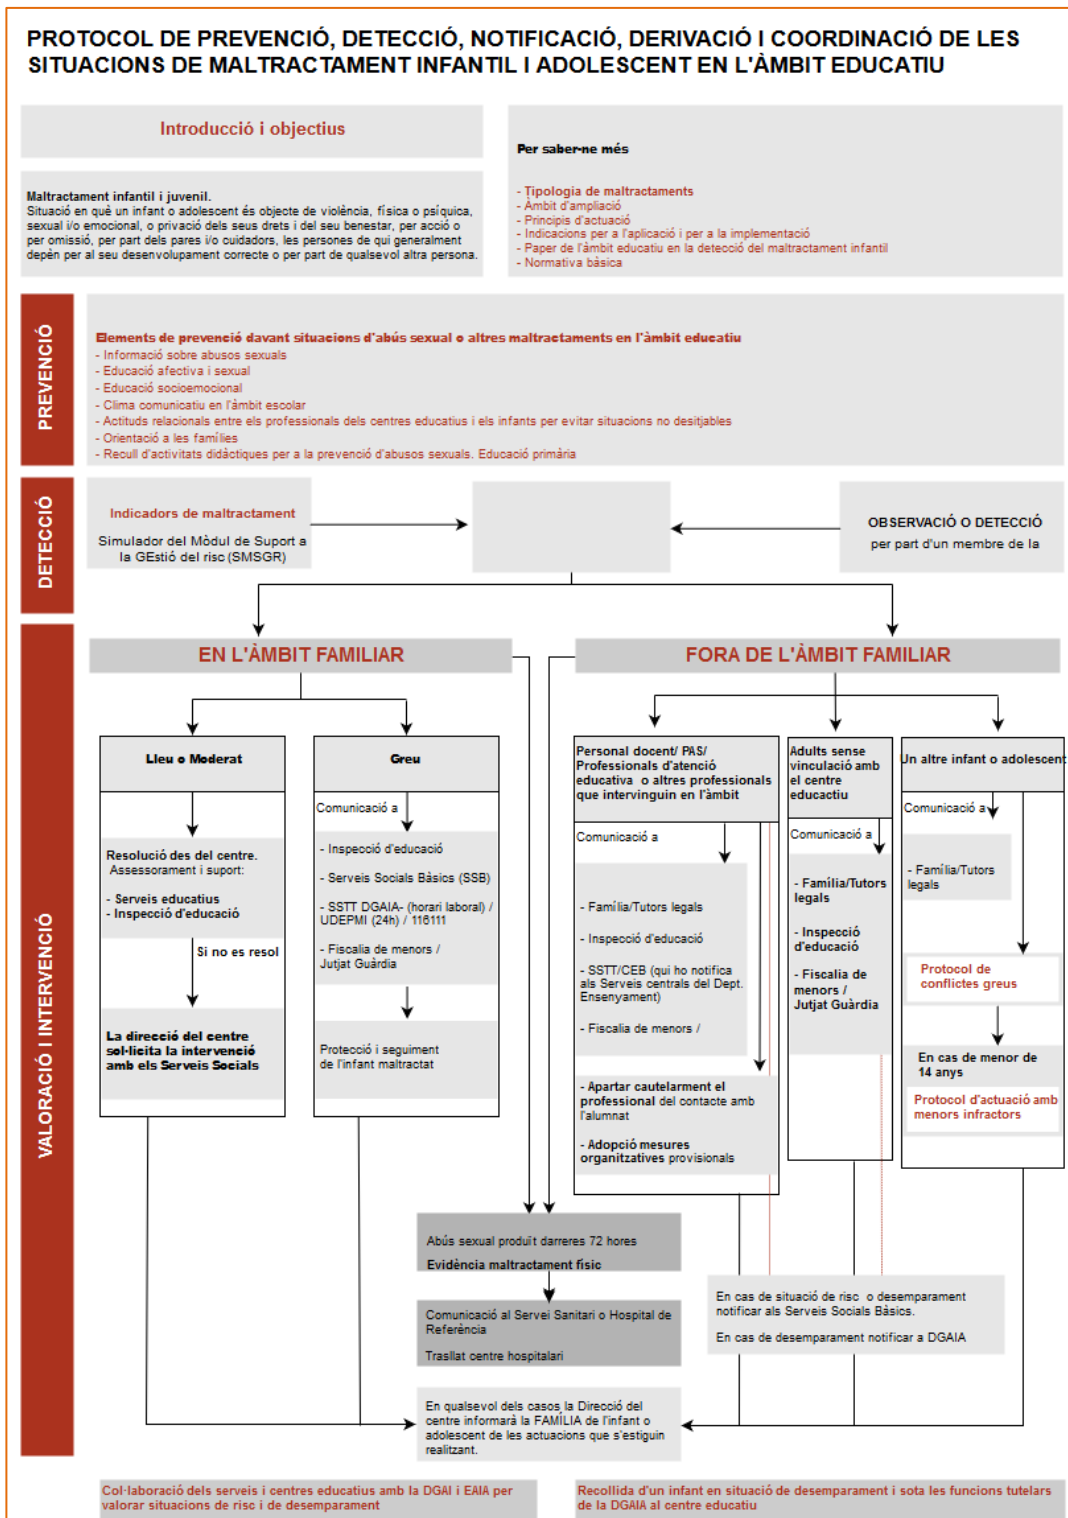 PROTOCOL DE PREVENCIÓ, DETECCIÓ, NOTIFICACIÓ, DERIVACIÓ I COORDINACIÓ DE LES
SITUACIONS DE MALTRACTAMENT INFANTIL I ADOLESCENT EN L'ÀMBIT EDUCATIU
Introducció i objectius
Maltractament infantil i juvenil.
Situació en què un infant o adolescent és objecte de violència, física o psíquica,
sexual i/o emocional, o privació dels seus drets i del seu benestar, per acció o
per omissió, per part dels pares i/o cuidadors, les persones de qui generalment
depèn per al seu desenvolupament correcte o per part de qualsevol altra persona.
Per saber-ne més
- Tipologia de maltractaments
- Àmbit d'ampliació
- Principis d'actuació
- Indicacions per a l'aplicació i per a la implementació
- Paper de l'àmbit educatiu en la detecció del maltractament infantil
- Normativa bàsica
PREVENCIÓ
Elements de prevenció davant situacions d'abús sexual o altres maltractaments en l'àmbit educatiu
- Informació sobre abusos sexuals
- Educació afectiva i sexual
- Educació socioemocional
- Clima comunicatiu en l'àmbit escolar
- Actituds relacionals entre els professionals dels centres educatius i els infants per evitar situacions no desitjables
- Orientació a les famílies
- Recull d'activitats didàctiques per a la prevenció d'abusos sexuals. Educació primària
DETECCIÓ
Indicadors de maltractament
Simulador del Mòdul de Suport a
la GEstió del risc (SMSGR)
OBSERVACIÓ O DETECCIÓ
per part d'un membre de la
VALORACIÓ I INTERVENCIÓ
EN L'ÀMBIT FAMILIAR
Lleu o Moderat
Resolució des del centre.
Assessorament i suport:
- Serveis educatius
- Inspecció d'educació
Si no es resol
La direcció del centre
sol·licita la intervenció
amb els Serveis Socials
Greu
Comunicació a
- Inspecció d'educació
- Serveis Socials Bàsics (SSB)
- SSTT DGAIA- (horari laboral) /
UDEPMI (24h) / 116111
- Fiscalia de menors /
Jutjat Guàrdia
Protecció i seguiment
de l'infant maltractat
FORA DE L'ÀMBIT FAMILIAR
Personal docent/ PAS/
Professionals d'atenció
educativa o altres professionals
que intervinguin en l'àmbit
Comunicació a
- Família/Tutors legals
- Inspecció d'educació
- SSTT/CEB (qui ho notifica
als Serveis centrals del Dept.
Ensenyament)
- Fiscalia de menors /
- Apartar cautelarment el
professional del contacte amb
l'alumnat
- Adopció mesures
organitzatives provisionals
Adults sense
vinculació amb
el centre
educactiu
Comunicació a
- Família/Tutors
legals
- Inspecció
d'educació
- Fiscalia de
menors /
Jutjat Guàrdia
Un altre infant o adolescent
Comunicació a
- Família/Tutors
legals
Protocol de
conflictes greus
En cas de menor de
14 anys
Protocol d'actuació amb
menors infractors
Abús sexual produït darreres 72 hores
Evidència maltractament físic
Comunicació al Servei Sanitari o Hospital de
Referència
Trasllat centre hospitalari
En cas de situació de risc o desemparament
notificar als Serveis Socials Bàsics.
En cas de desemparament notificar a DGAIA
En qualsevol dels casos la Direcció del
centre informarà la FAMÍLIA de l'infant o
adolescent de les actuacions que s'estiguin
realitzant.
Col·laboració dels serveis i centres educatius amb la DGAI i EAIA per
valorar situacions de risc i de desemparament
Recollida d'un infant en situació de desemparament i sota les funcions tutelars
de la DGAIA al centre educatiu